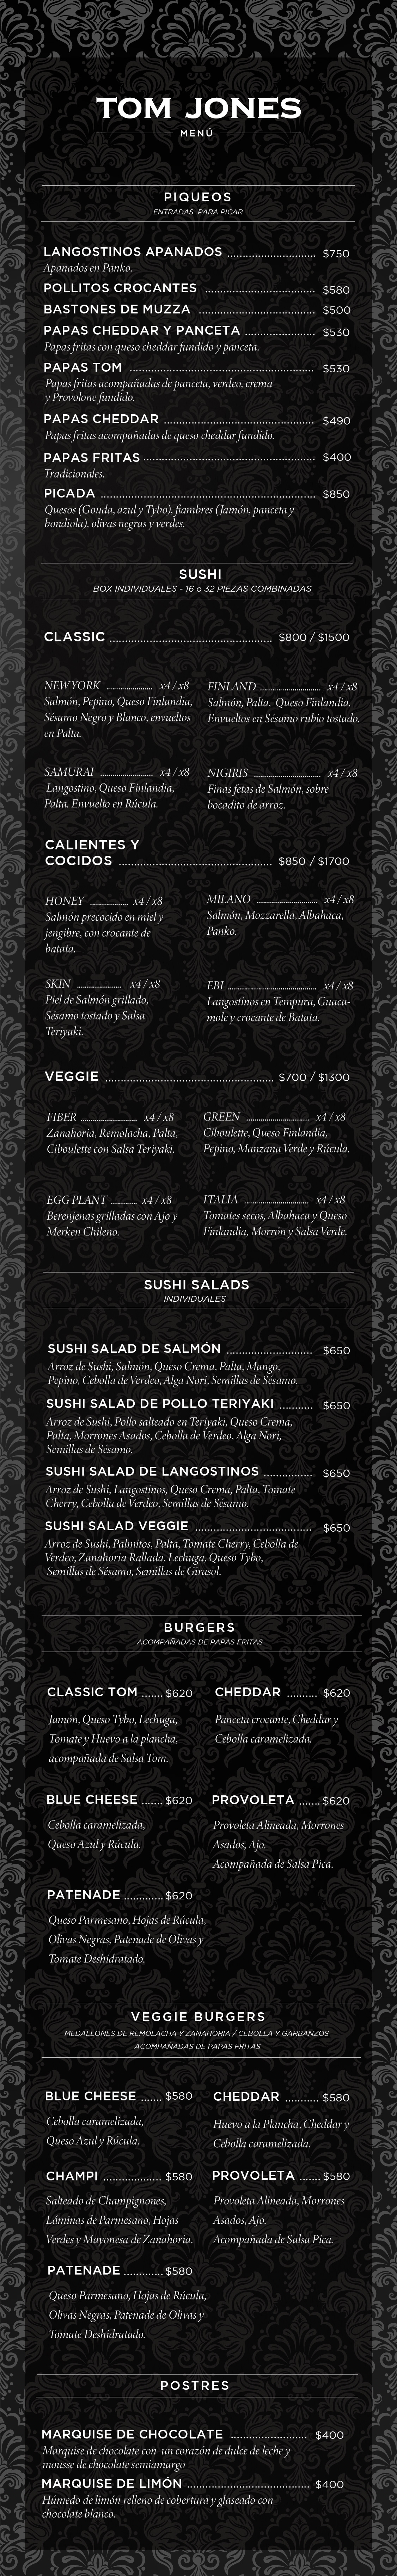 TOM JONES
MENÚ
PIQUEOS
ENTRADAS PARA PICAR
LANGOSTINOS APANADOS ............................ $750
Apanados en Panko.
POLLITOS CROCANTES ............................ $580
BASTONES DE MUZZA ............................ $500
PAPAS CHEDDAR Y PANCETA .................... $530
Papas fritas con queso cheddar fundido y panceta.
PAPAS TOM ............................ $530
Papas fritas acompañadas de panceta, verdeo, crema
y Provolone fundido.
PAPAS CHEDDAR ............................ $490
Papas fritas acompañadas de queso cheddar fundido.
PAPAS FRITAS ............................ $400
Tradicionales.
PICADA ............................ $850
Quesos (Gouda, azul y Tybo), fiambres (Jamón, panceta y
bondiola), olivas negras y verdes.
SUSHI
BOX INDIVIDUALES - 16 o 32 PIEZAS COMBINADAS
CLASSIC ............................ $800 / $1500
NEW YORK .................... x4 / x8
Salmón, Pepino, Queso Finlandia,
Sésamo Negro y Blanco, envueltos
en Palta.
FINLAND .................... x4 / x8
Salmón, Palta, Queso Finlandia.
Envueltos en Sésamo rubio tostado.
SAMURAI .................... x4 / x8
Langostino, Queso Finlandia,
Palta. Envuelto en Rúcula.
NIGIRIS .................... x4 / x8
Finas fetas de Salmón, sobre
bocadito de arroz.
CALIENTES Y
COCIDOS ............................ $850 / $1700
HONEY .................... x4 / x8
Salmón precocido en miel y
jengibre, con crocante de
batata.
MILANO .................... x4 / x8
Salmón, Mozzarella, Albahaca,
Panko.
SKIN .................... x4 / x8
Piel de Salmón grillado,
Sésamo tostado y Salsa
Teriyaki.
EBI .................... x4 / x8
Langostinos en Tempura, Guaca-
mole y crocante de Batata.
VEGGIE ............................ $700 / $1300
FIBER .................... x4 / x8
Zanahoria, Remolacha, Palta,
Ciboulette con Salsa Teriyaki.
GREEN .................... x4 / x8
Ciboulette, Queso Finlandia,
Pepino, Manzana Verde y Rúcula.
EGG PLANT ............ x4 / x8
Berenjenas grilladas con Ajo y
Merken Chileno.
ITALIA .................... x4 / x8
Tomates secos, Albahaca y Queso
Finlandia, Morrón y Salsa Verde.
SUSHI SALADS
INDIVIDUALES
SUSHI SALAD DE SALMÓN ............................ $650
Arroz de Sushi, Salmón, Queso Crema, Palta, Mango,
Pepino, Cebolla de Verdeo, Alga Nori, Semillas de Sésamo.
SUSHI SALAD DE POLLO TERIYAKI ........... $650
Arroz de Sushi, Pollo salteado en Teriyaki, Queso Crema,
Palta, Morrones Asados, Cebolla de Verdeo, Alga Nori,
Semillas de Sésamo.
SUSHI SALAD DE LANGOSTINOS ................ $650
Arroz de Sushi, Langostinos, Queso Crema, Palta, Tomate
Cherry, Cebolla de Verdeo, Semillas de Sésamo.
SUSHI SALAD VEGGIE ............................ $650
Arroz de Sushi, Palmitos, Palta, Tomate Cherry, Cebolla de
Verdeo, Zanahoria Rallada, Lechuga, Queso Tybo,
Semillas de Sésamo, Semillas de Girasol.
BURGERS
ACOMPAÑADAS DE PAPAS FRITAS
CLASSIC TOM ....... $620
Jamón, Queso Tybo, Lechuga,
Tomate y Huevo a la plancha,
acompañada de Salsa Tom.
CHEDDAR .......... $620
Panceta crocante, Cheddar y
Cebolla caramelizada.
BLUE CHEESE ....... $620
Cebolla caramelizada,
Queso Azul y Rúcula.
PROVOLETA ....... $620
Provoleta Alineada, Morrones
Asados, Ajo.
Acompañada de Salsa Pica.
PATENADE ............. $620
Queso Parmesano, Hojas de Rúcula,
Olivas Negras, Patenade de Olivas y
Tomate Deshidratado.
VEGGIE BURGERS
MEDALLONES DE REMOLACHA Y ZANAHORIA / CEBOLLA Y GARBANZOS
ACOMPAÑADAS DE PAPAS FRITAS
BLUE CHEESE ....... $580
Cebolla caramelizada,
Queso Azul y Rúcula.
CHEDDAR ........... $580
Huevo a la Plancha, Cheddar y
Cebolla caramelizada.
CHAMPI ................... $580
Salteado de Champignones,
Láminas de Parmesano, Hojas
Verdes y Mayonesa de Zanahoria.
PROVOLETA ....... $580
Provoleta Alineada, Morrones
Asados, Ajo.
Acompañada de Salsa Pica.
PATENADE ............. $580
Queso Parmesano, Hojas de Rúcula,
Olivas Negras, Patenade de Olivas y
Tomate Deshidratado.
POSTRES
MARQUISE DE CHOCOLATE ......................... $400
Marquise de chocolate con un corazón de dulce de leche y
mousse de chocolate semiamargo
MARQUISE DE LIMÓN ............................ $400
Húmedo de limón relleno de cobertura y glaseado con
chocolate blanco.